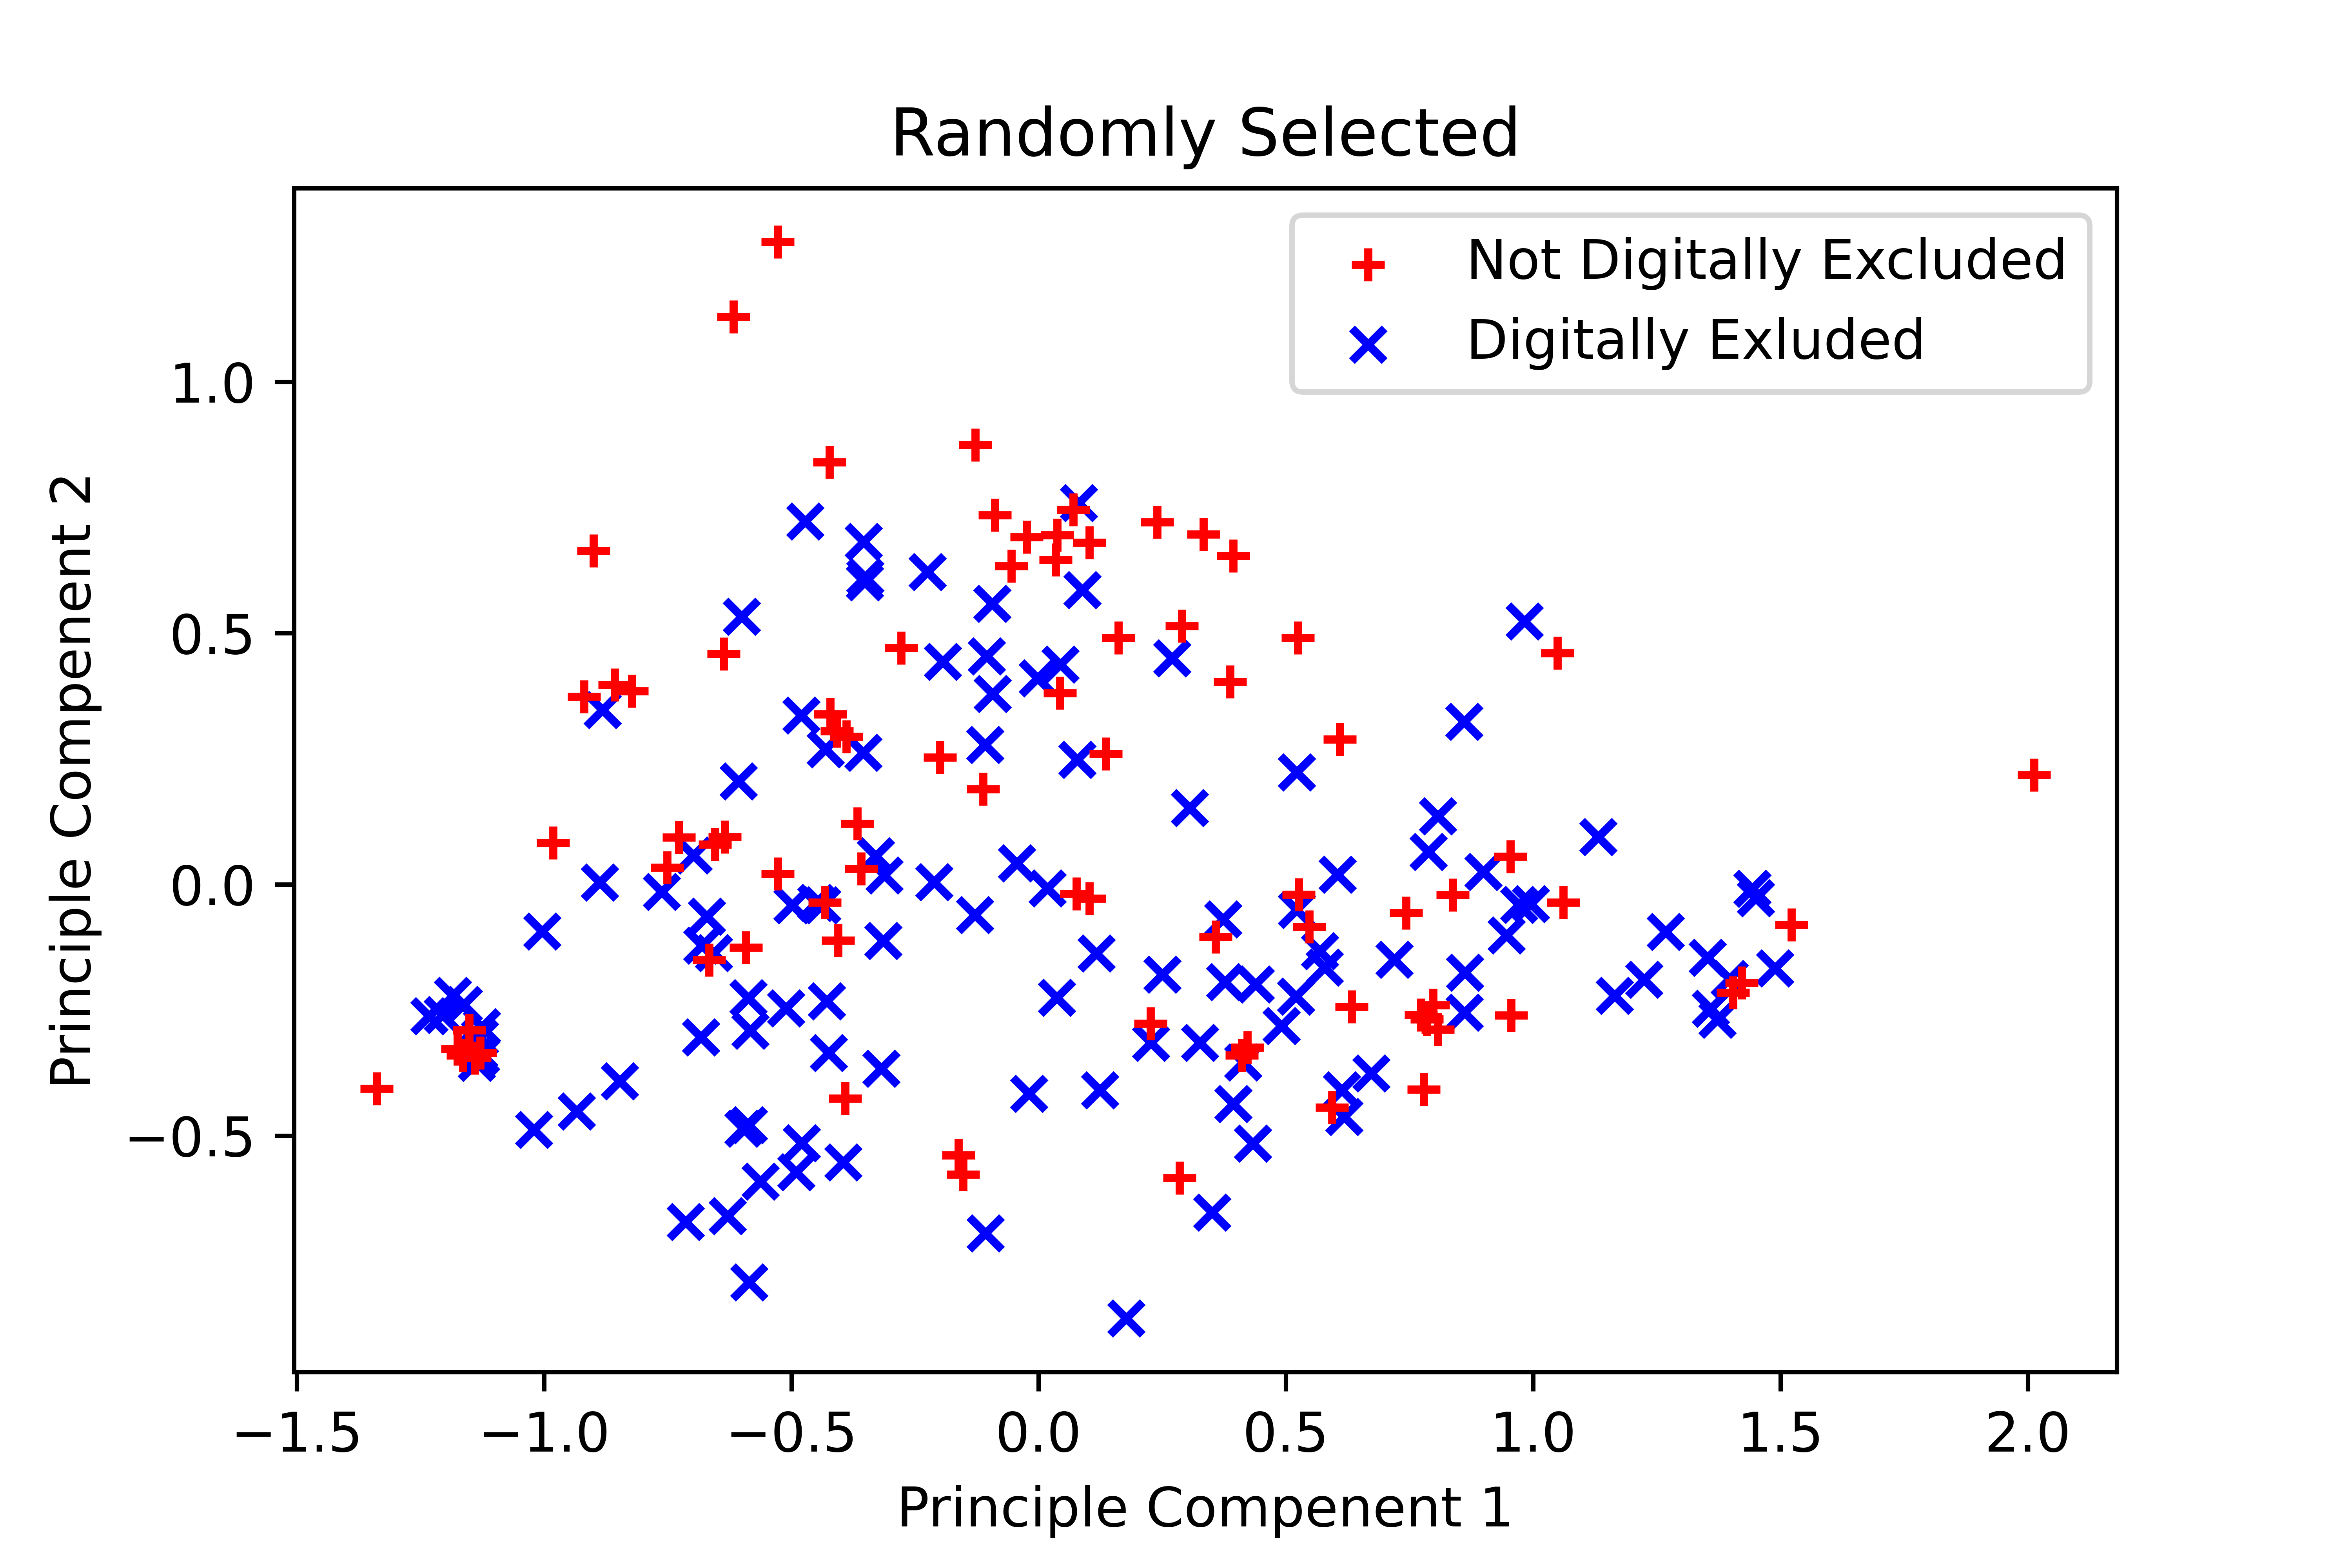 Randomly Selected
Not Digitally Excluded
Digitally Exluded
Principle Compenent 2
1.0
0.5
0.0
−0.5
−1.5 −1.0 −0.5 0.0 0.5 1.0 1.5 2.0
Principle Compenent 1